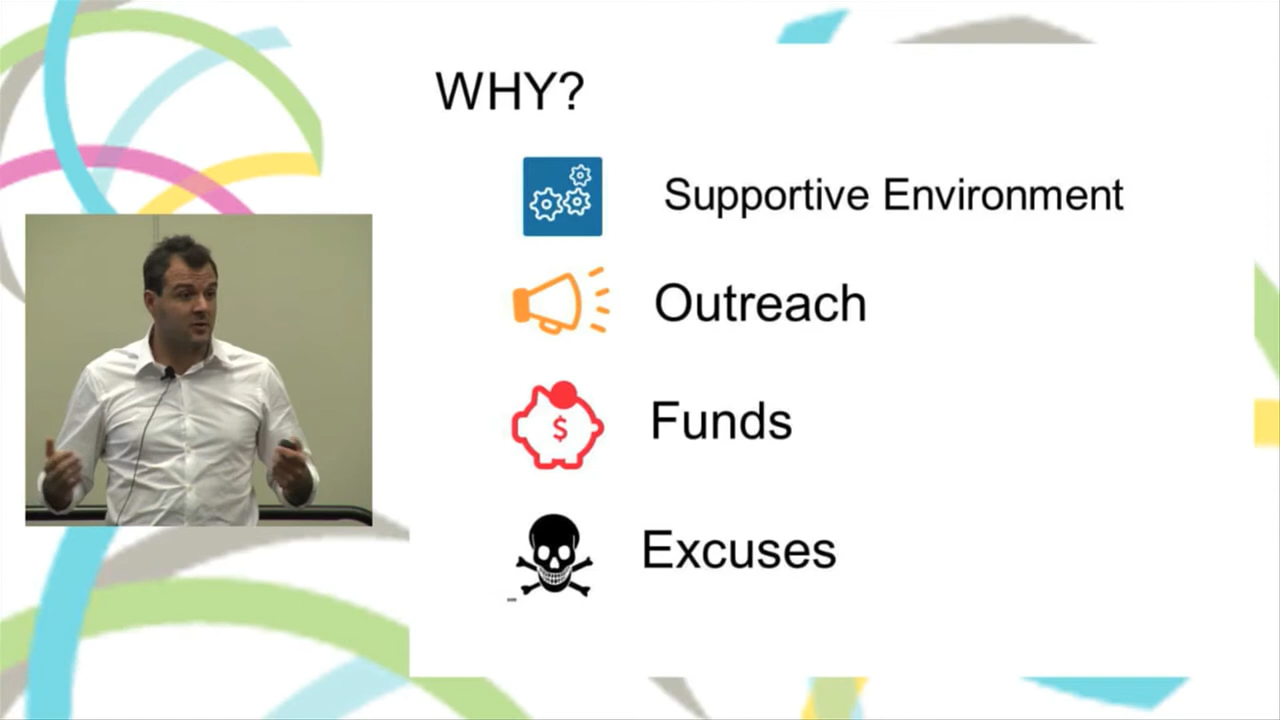 WHY?
Supportive Environment
Outreach
$
Funds
Excuses